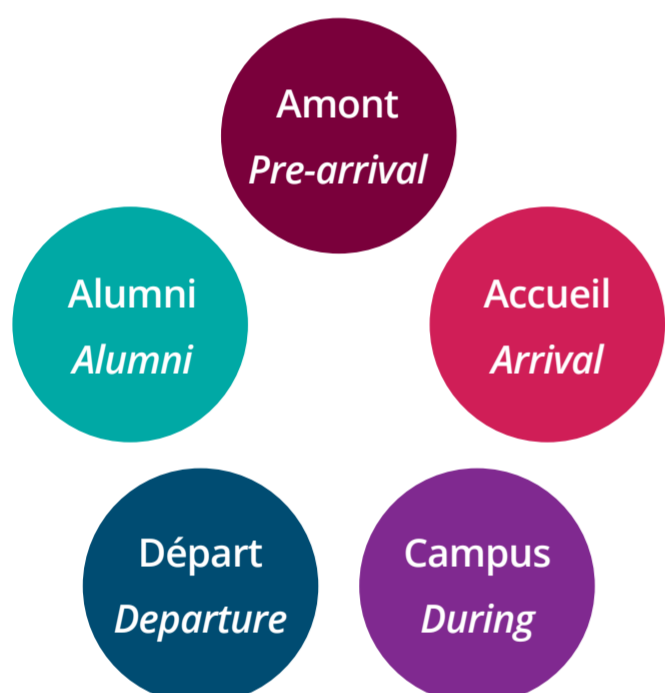 Amont
Pre-arrival
Alumni
Alumni
Accueil
Arrival
Départ
Departure
Campus
During